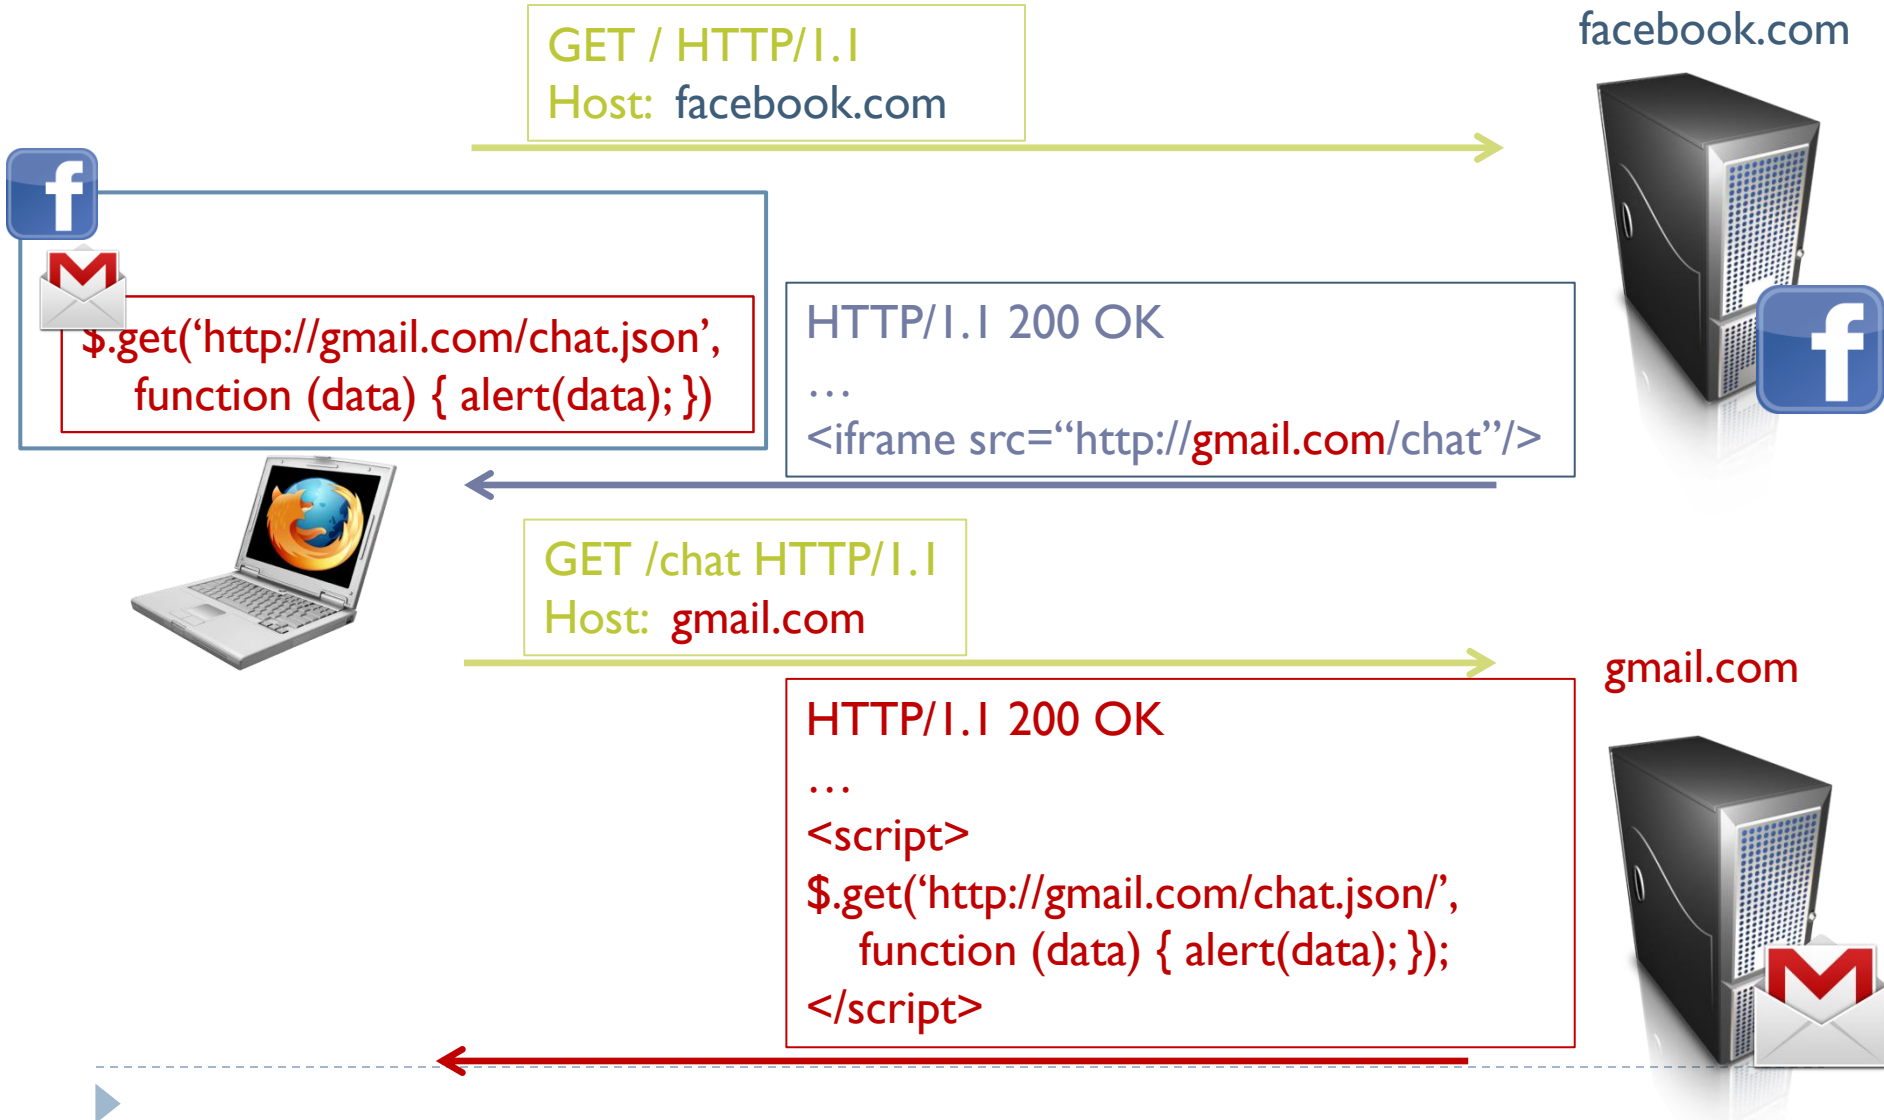 facebook.com
GET / HTTP/1.1
Host: facebook.com
$.get(‘http://gmail.com/chat.json’,
function (data) { alert(data); })
HTTP/1.1 200 OK
…
<iframe src=“http://gmail.com/chat”/>
GET /chat HTTP/1.1
Host: gmail.com
gmail.com
HTTP/1.1 200 OK
…
<script>
$.get(‘http://gmail.com/chat.json/’,
function (data) { alert(data); });
</script>